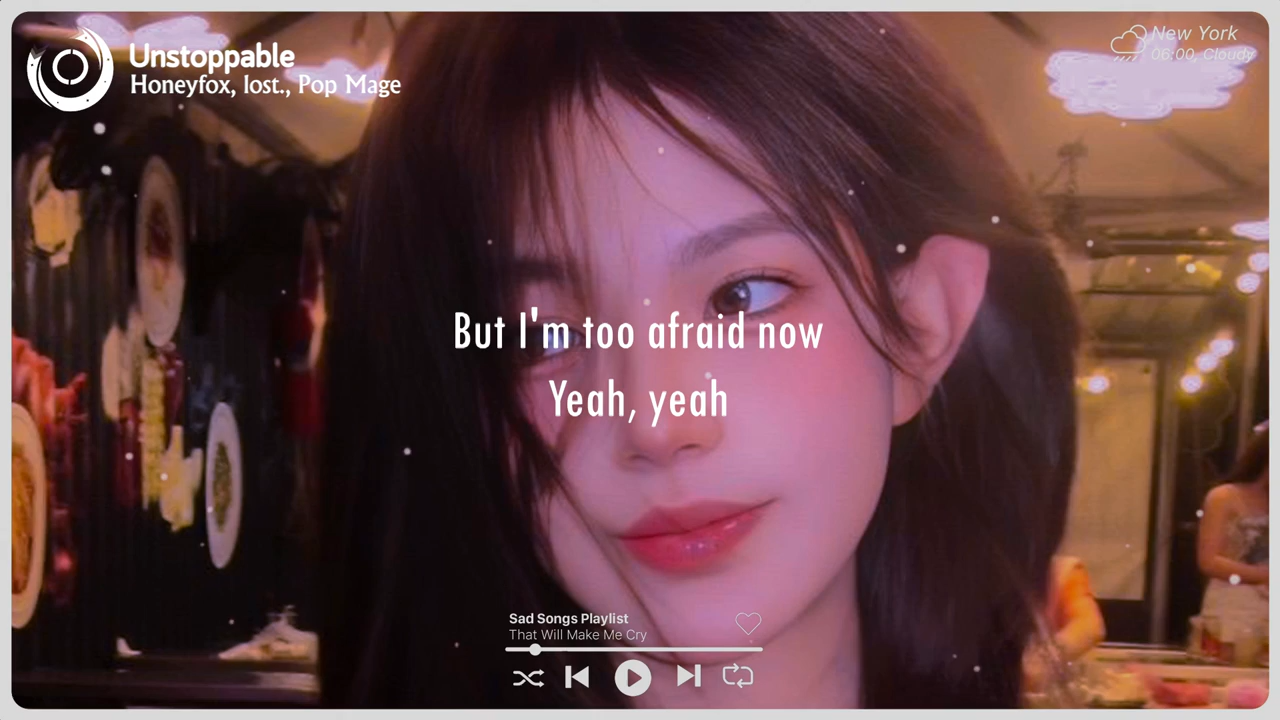 Unstoppable
Honeyfox, lost., Pop Mage
New York
06:00, Cloudy
But I'm too afraid now
Yeah, yeah
Sad Songs Playlist
That Will Make Me Cry